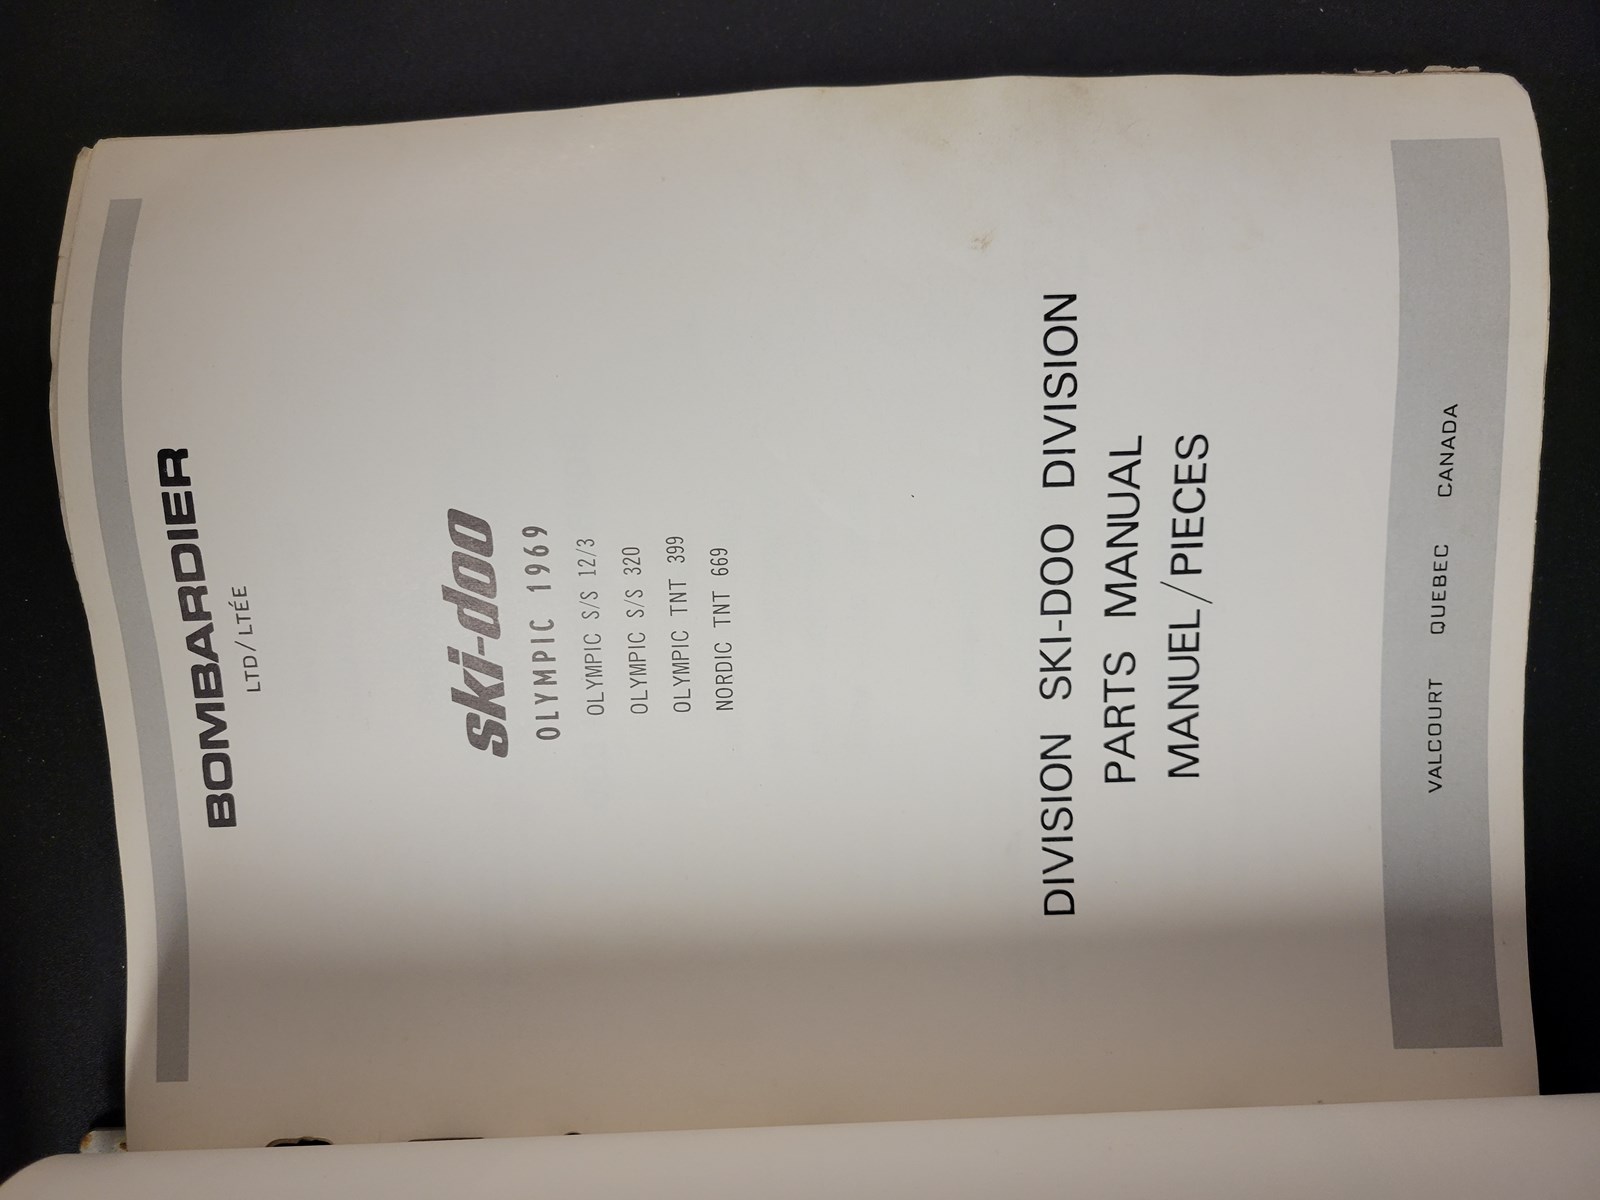 BOMBARDIER
LTD/LTÉE
ski-doo
OLYMPIC 1969
OLYMPIC S/S 12/3
OLYMPIC S/S 320
OLYMPIC TNT 399
NORDIC TNT 669
DIVISION SKI-DOO DIVISION
PARTS MANUAL
MANUEL/PIECES
VALCOURT QUEBEC CANADA